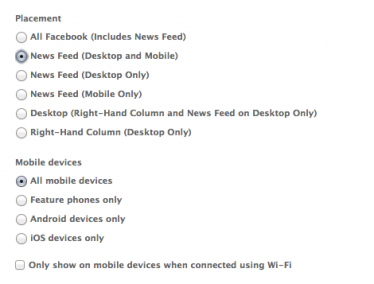 Placement
All Facebook (Includes News Feed)
News Feed (Desktop and Mobile)
News Feed (Desktop Only)
News Feed (Mobile Only)
Desktop (Right-Hand Column and News Feed on Desktop Only)
Right-Hand Column (Desktop Only)
Mobile devices
All mobile devices
Feature phones only
Android devices only
iOS devices only
Only show on mobile devices when connected using Wi-Fi